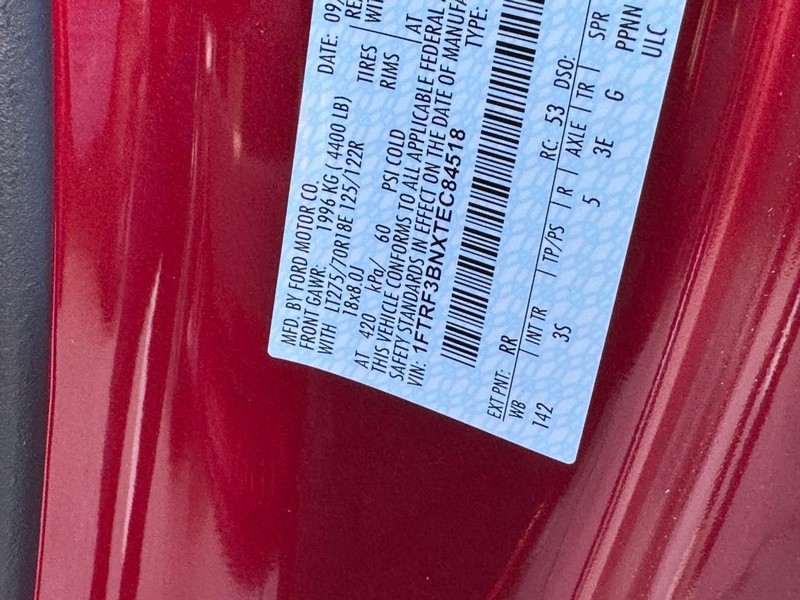 MFD. BY FORD MOTOR CO.
DATE: 09/
FRONT GAWR: 1996 KG ( 4400 LB)
WITH LT275/70R18E 125/122R TIRES
18x8.0J RIMS
AT 420 kPa/ 60 PSI COLD AT
THIS VEHICLE CONFORMS TO ALL APPLICABLE FEDERAL
SAFETY STANDARDS IN EFFECT ON THE DATE OF MANUFA
VIN: 1FTRF3BNXTEC84518 TYPE:
EXT PNT: RR RC: 53 DSO:
WB INT TR TP/PS R AXLE TR SPR
142 3S 5 3E G PPNN
ULC